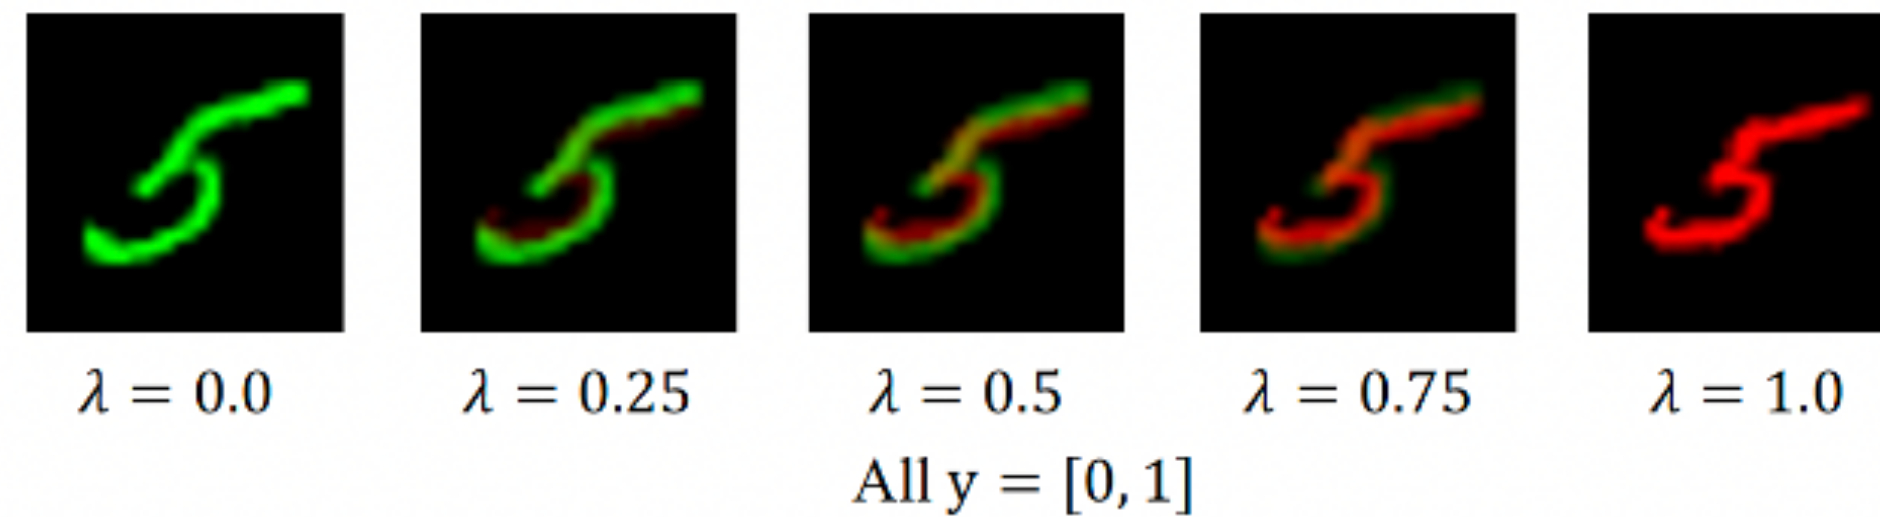 λ = 0.0 λ = 0.25 λ = 0.5 λ = 0.75 λ = 1.0
All y = [0, 1]